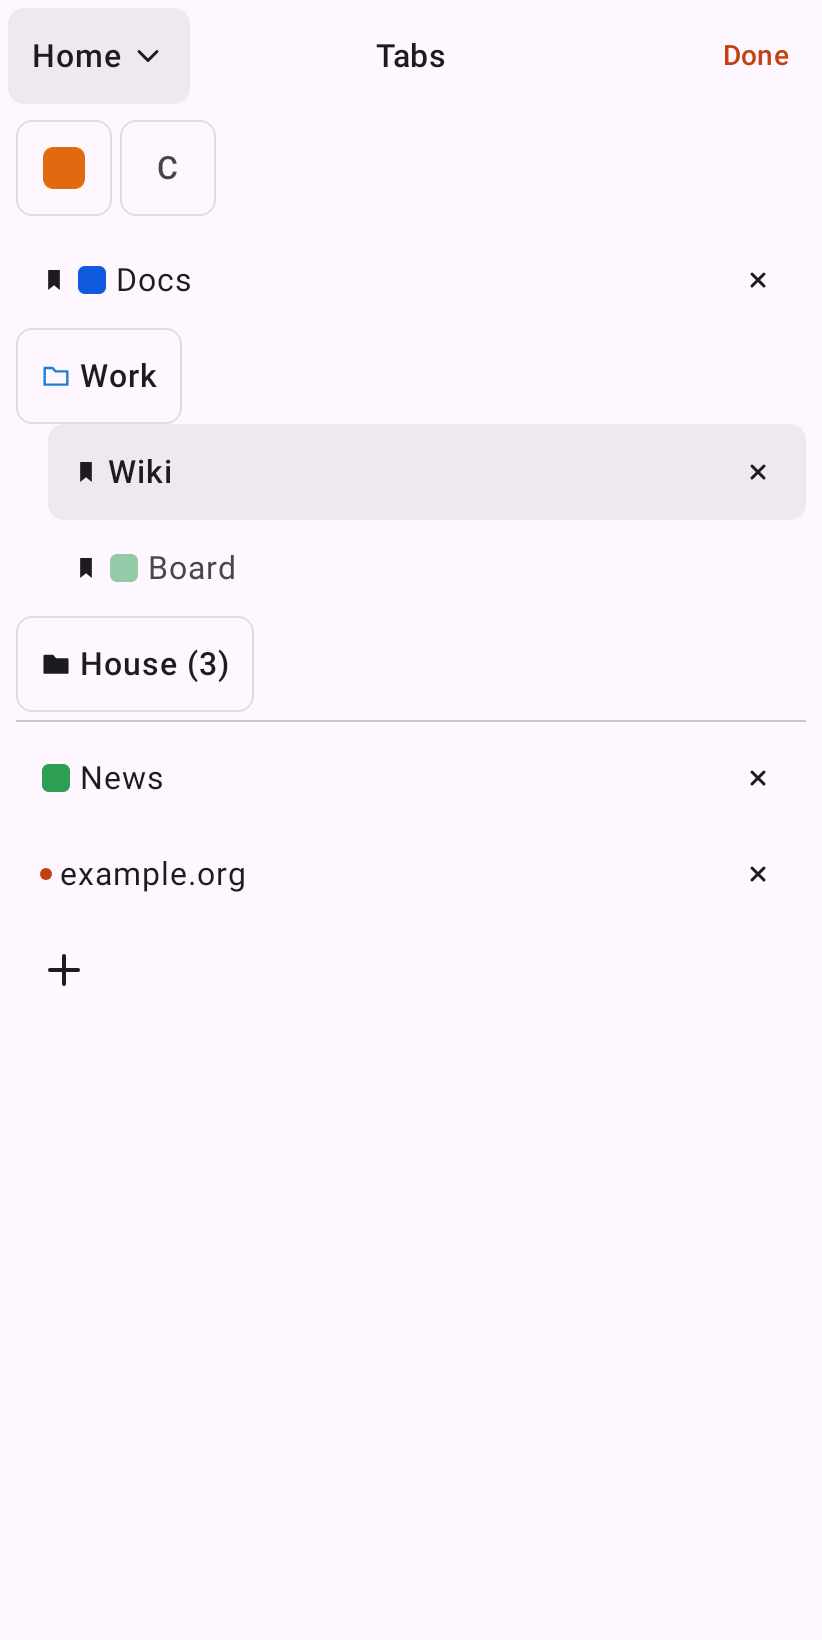 Home Tabs Done
C
Docs
Work
Wiki
Board
House (3)
News
example.org